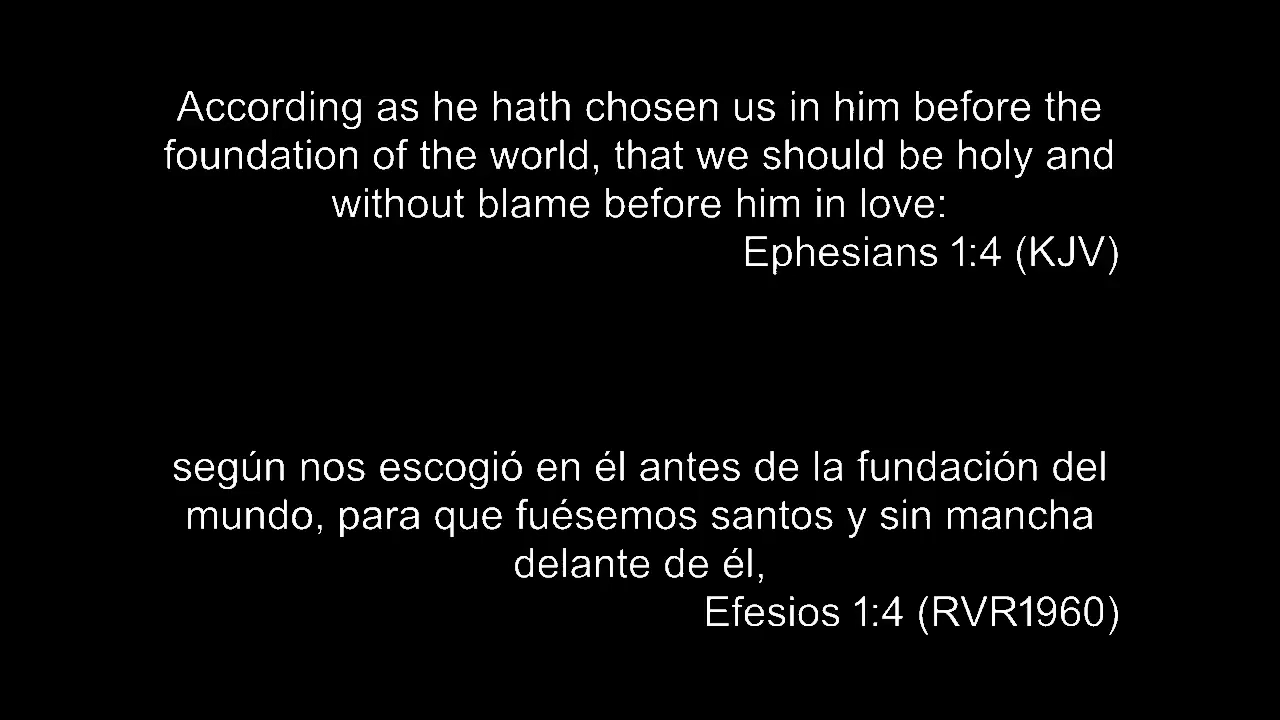 According as he hath chosen us in him before the
foundation of the world, that we should be holy and
without blame before him in love:
Ephesians 1:4 (KJV)
según nos escogió en él antes de la fundación del
mundo, para que fuésemos santos y sin mancha
delante de él,
Efesios 1:4 (RVR1960)